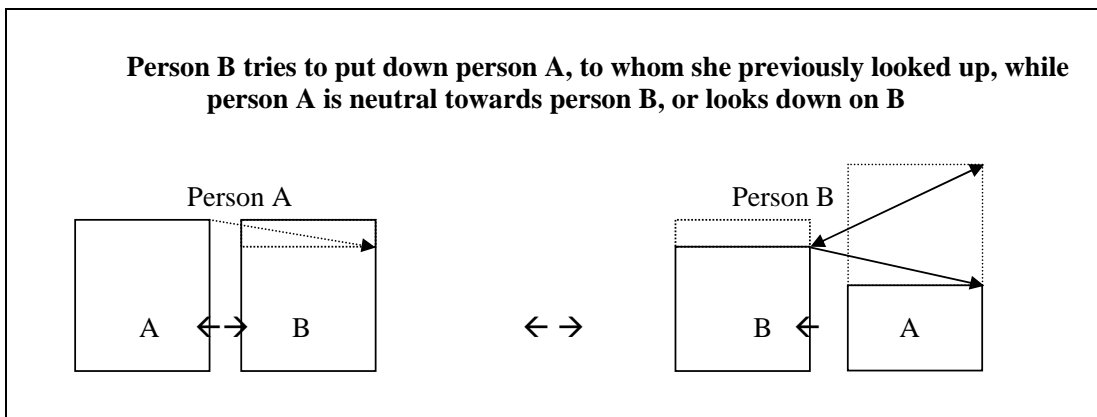 Person B tries to put down person A, to whom she previously looked up, while
person A is neutral towards person B, or looks down on B
Person A Person B
A ← → B ← → B ← A